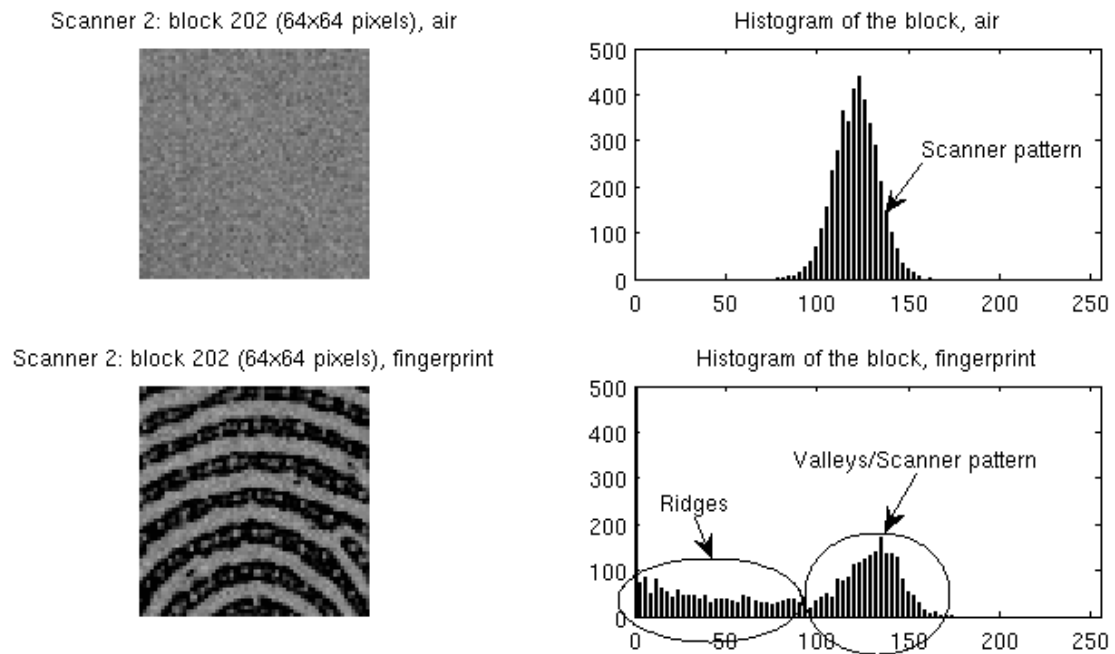 Scanner 2: block 202 (64x64 pixels), air
Histogram of the block, air
500
400
300
200
100
0
Scanner pattern
0 50 100 150 200 250
Scanner 2: block 202 (64x64 pixels), fingerprint
Histogram of the block, fingerprint
500
400
300
200
100
0
Valleys/Scanner pattern
Ridges
0 50 100 150 200 250